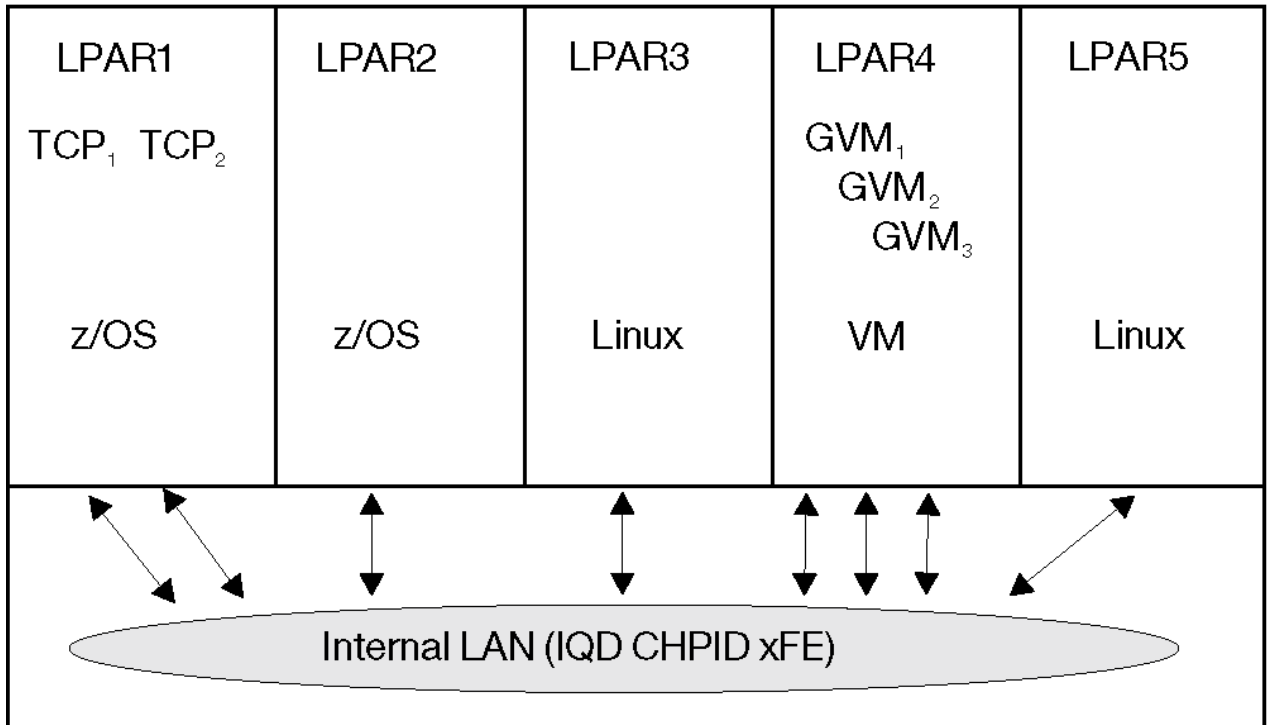 LPAR1 LPAR2 LPAR3 LPAR4 LPAR5
TCP₁ TCP₂ GVM₁
GVM₂
GVM₃
z/OS z/OS Linux VM Linux
Internal LAN (IQD CHPID xFE)